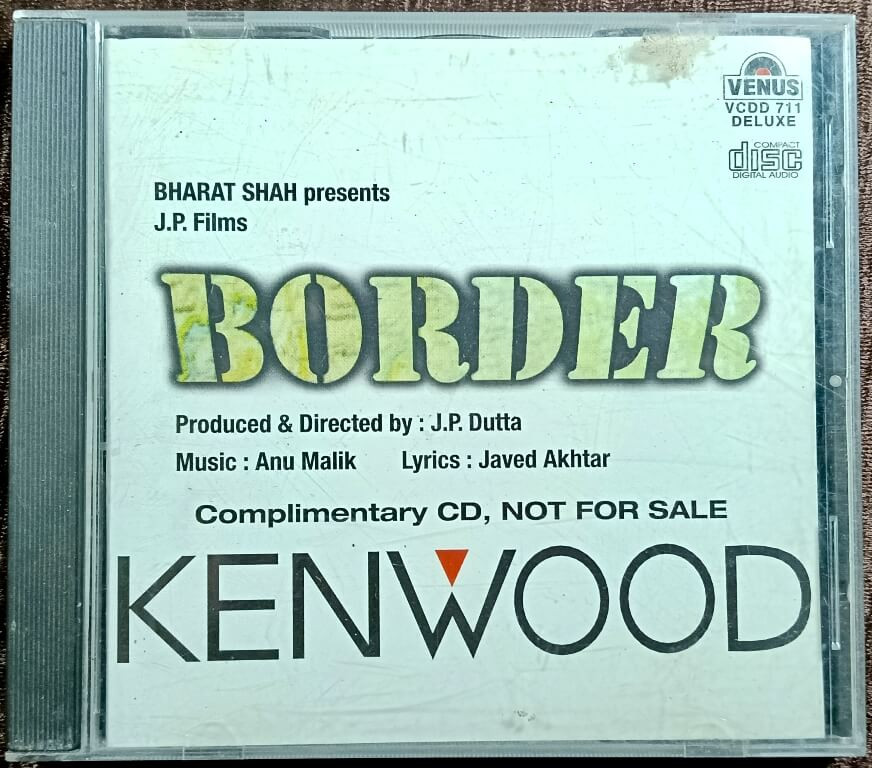 VENUS
VCDD 711
DELUXE
COMPACT
disc
DIGITAL AUDIO
BHARAT SHAH presents
J.P. Films
BORDER
Produced & Directed by : J.P. Dutta
Music : Anu Malik Lyrics : Javed Akhtar
Complimentary CD, NOT FOR SALE
KENWOOD